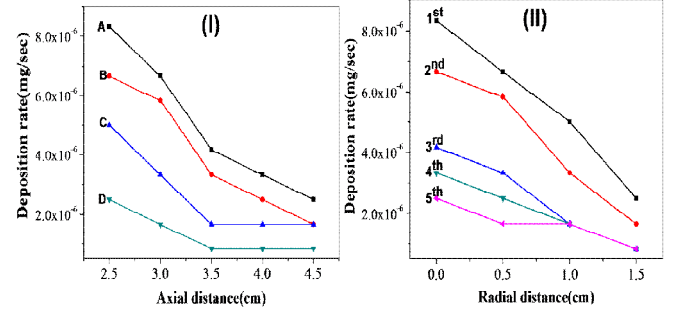 (I)
A
B
C
D
8.0x10⁻⁶
6.0x10⁻⁶
4.0x10⁻⁶
2.0x10⁻⁶
Deposition rate(mg/sec)
2.5 3.0 3.5 4.0 4.5
Axial distance(cm)
(II)
1st
2nd
3rd
4th
5th
8.0x10⁻⁶
6.0x10⁻⁶
4.0x10⁻⁶
2.0x10⁻⁶
Deposition rate(mg/sec)
0.0 0.5 1.0 1.5
Radial distance(cm)